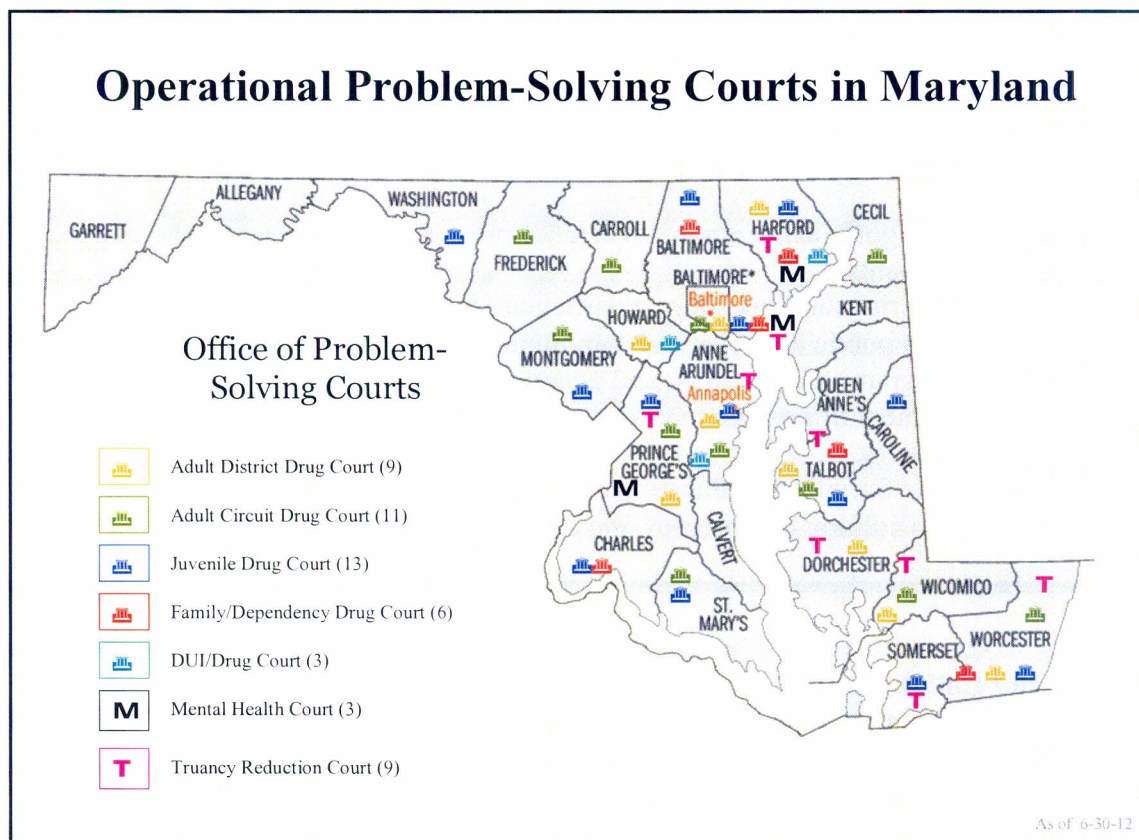 Operational Problem-Solving Courts in Maryland
GARRETT
ALLEGANY
WASHINGTON
FREDERICK
CARROLL
BALTIMORE
HARFORD
T
M
CECIL
BALTIMORE*
Baltimore
KENT
HOWARD
M
T
MONTGOMERY
ANNE
ARUNDEL
T
Annapolis
QUEEN
ANNE'S
CAROLINE
T
PRINCE
GEORGE'S
M
T
TALBOT
CALVERT
CHARLES
ST.
MARY'S
T
DORCHESTER
T
WICOMICO
T
WORCESTER
SOMERSET
T
Office of Problem-
Solving Courts
Adult District Drug Court (9)
Adult Circuit Drug Court (11)
Juvenile Drug Court (13)
Family/Dependency Drug Court (6)
DUI/Drug Court (3)
M Mental Health Court (3)
T Truancy Reduction Court (9)
As of 6-30-12